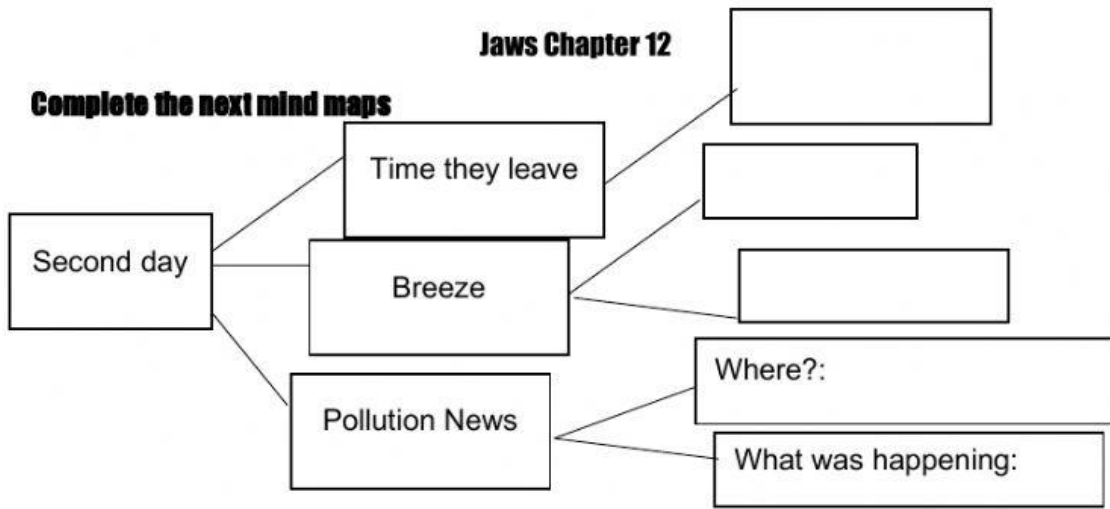 Jaws Chapter 12
Complete the next mind maps
Time they leave
Second day
Breeze
Where?:
Pollution News
What was happening: